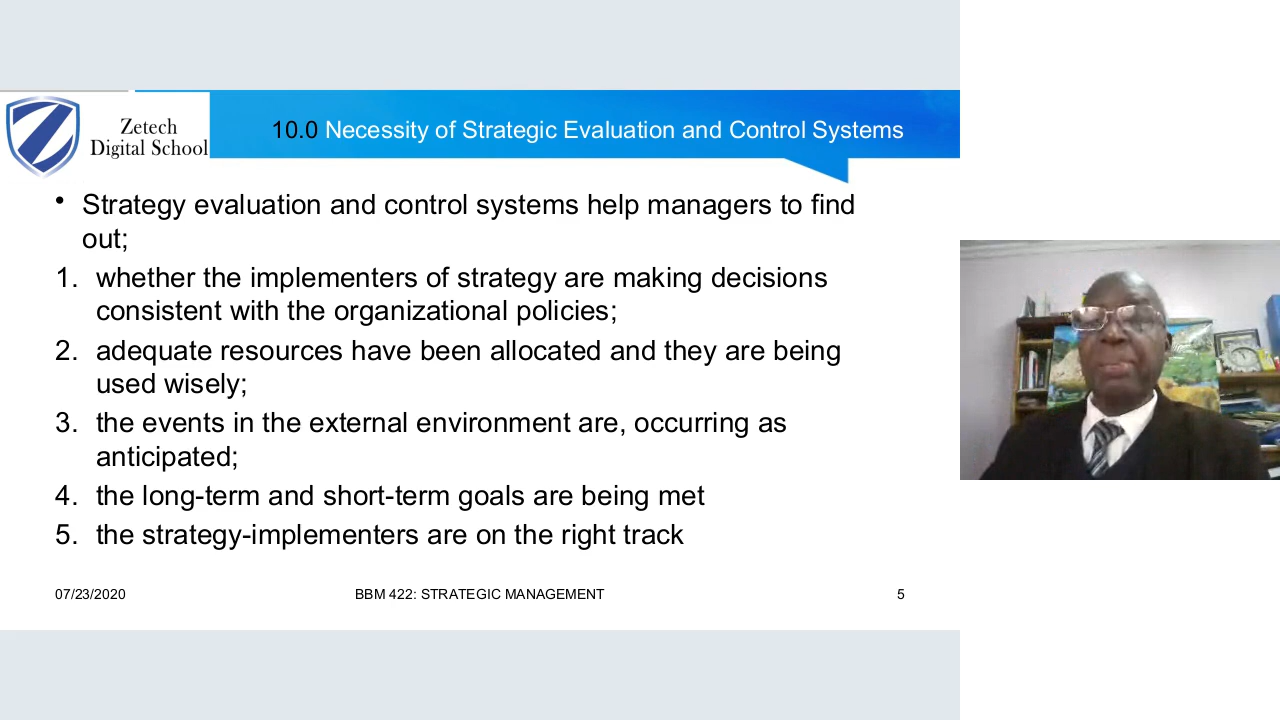 Zetech
Digital School
10.0 Necessity of Strategic Evaluation and Control Systems
• Strategy evaluation and control systems help managers to find
out;
1. whether the implementers of strategy are making decisions
consistent with the organizational policies;
2. adequate resources have been allocated and they are being
used wisely;
3. the events in the external environment are, occurring as
anticipated;
4. the long-term and short-term goals are being met
5. the strategy-implementers are on the right track
07/23/2020
BBM 422: STRATEGIC MANAGEMENT
5